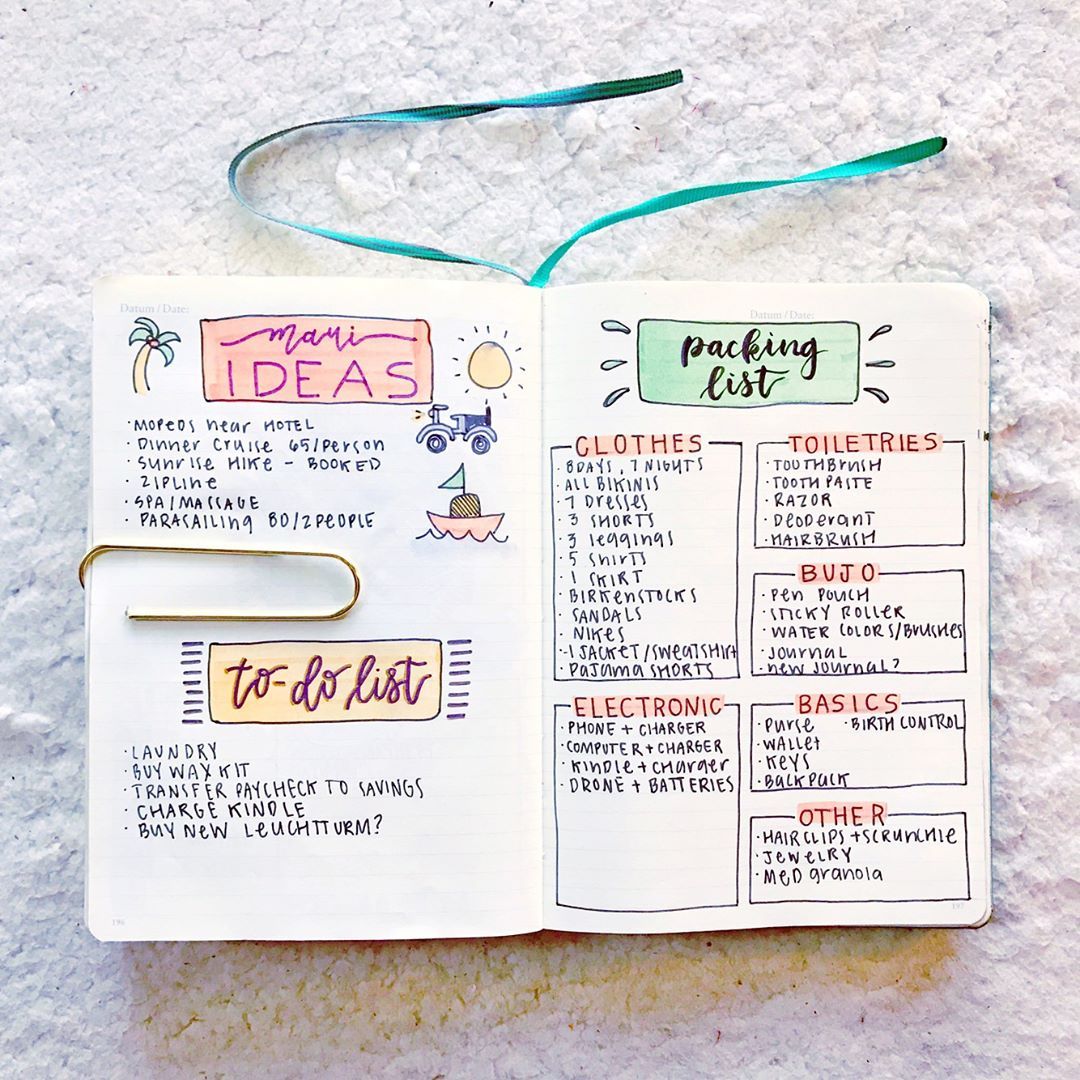 Datum / Date:
maui
IDEAS
· MOPEDS near HOTEL
· Dinner Cruise 65/Person
· Sunrise HIKE - BOOKED
· ZIPline
· SPA/MASSAGE
· PARASAiling 80/2PEOPLE
to-do list
· LAUNDRY
· BUY WAX KIT
· TRANSFER PAYCHECK TO SAVINGS
· CHARGE KINDLE
· BUY NEW LEUCHTTURM?
196
Datum / Date:
packing
list
CLOTHES
· 8DAYS, 7 NIGHTS
· ALL BIKINIS
· 7 Dresses
· 3 SHORTS
· 3 leggings
· 5 shirts
· 1 SKIRT
· BIRKENSTOCKS
· SANDALS
· NIKES
· 1 JACKET/SWEATSHIRT
· PAJAMA SHORTS
ELECTRONIC
· PHONE + CHARGER
· COMPUTER + CHARGER
· Kindle + charger
· DRONE + BATTERIES
TOILETRIES
· TOOTHBRUSH
· TOOTH PASTE
· RAZOR
· Deoderant
· HAIRBRUSH
BUJO
· Pen POUCH
· STICKY ROLLER
· WATER COLORS/BRUSHES
· JOURNAL
· new JOURNAL?
BASICS
· Purse · BIRTH CONTROL
· WALLET
· KEYS
· BACKPACK
OTHER
· HAIR CLIPS + SCRUNCHIE
· JEWELRY
· MED granola
197